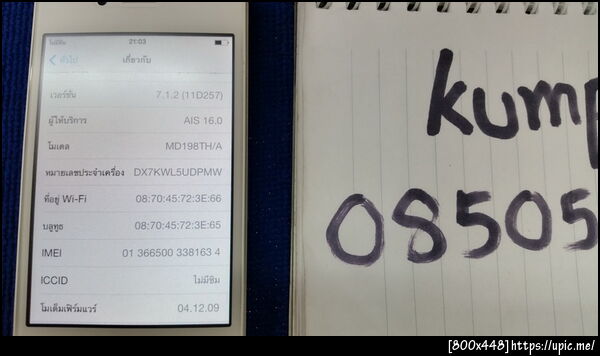 ไม่มีซิม 21:03
ทั่วไป เกี่ยวกับ
เวอร์ชั่น 7.1.2 (11D257)
ผู้ให้บริการ AIS 16.0
โมเดล MD198TH/A
หมายเลขประจำเครื่อง DX7KWL5UDPMW
ที่อยู่ Wi-Fi 08:70:45:72:3E:66
บลูทูธ 08:70:45:72:3E:65
IMEI 01 366500 338163 4
ICCID ไม่มีซิม
โมเด็มเฟิร์มแวร์ 04.12.09
kump
08505
[800x448]https://upic.me/